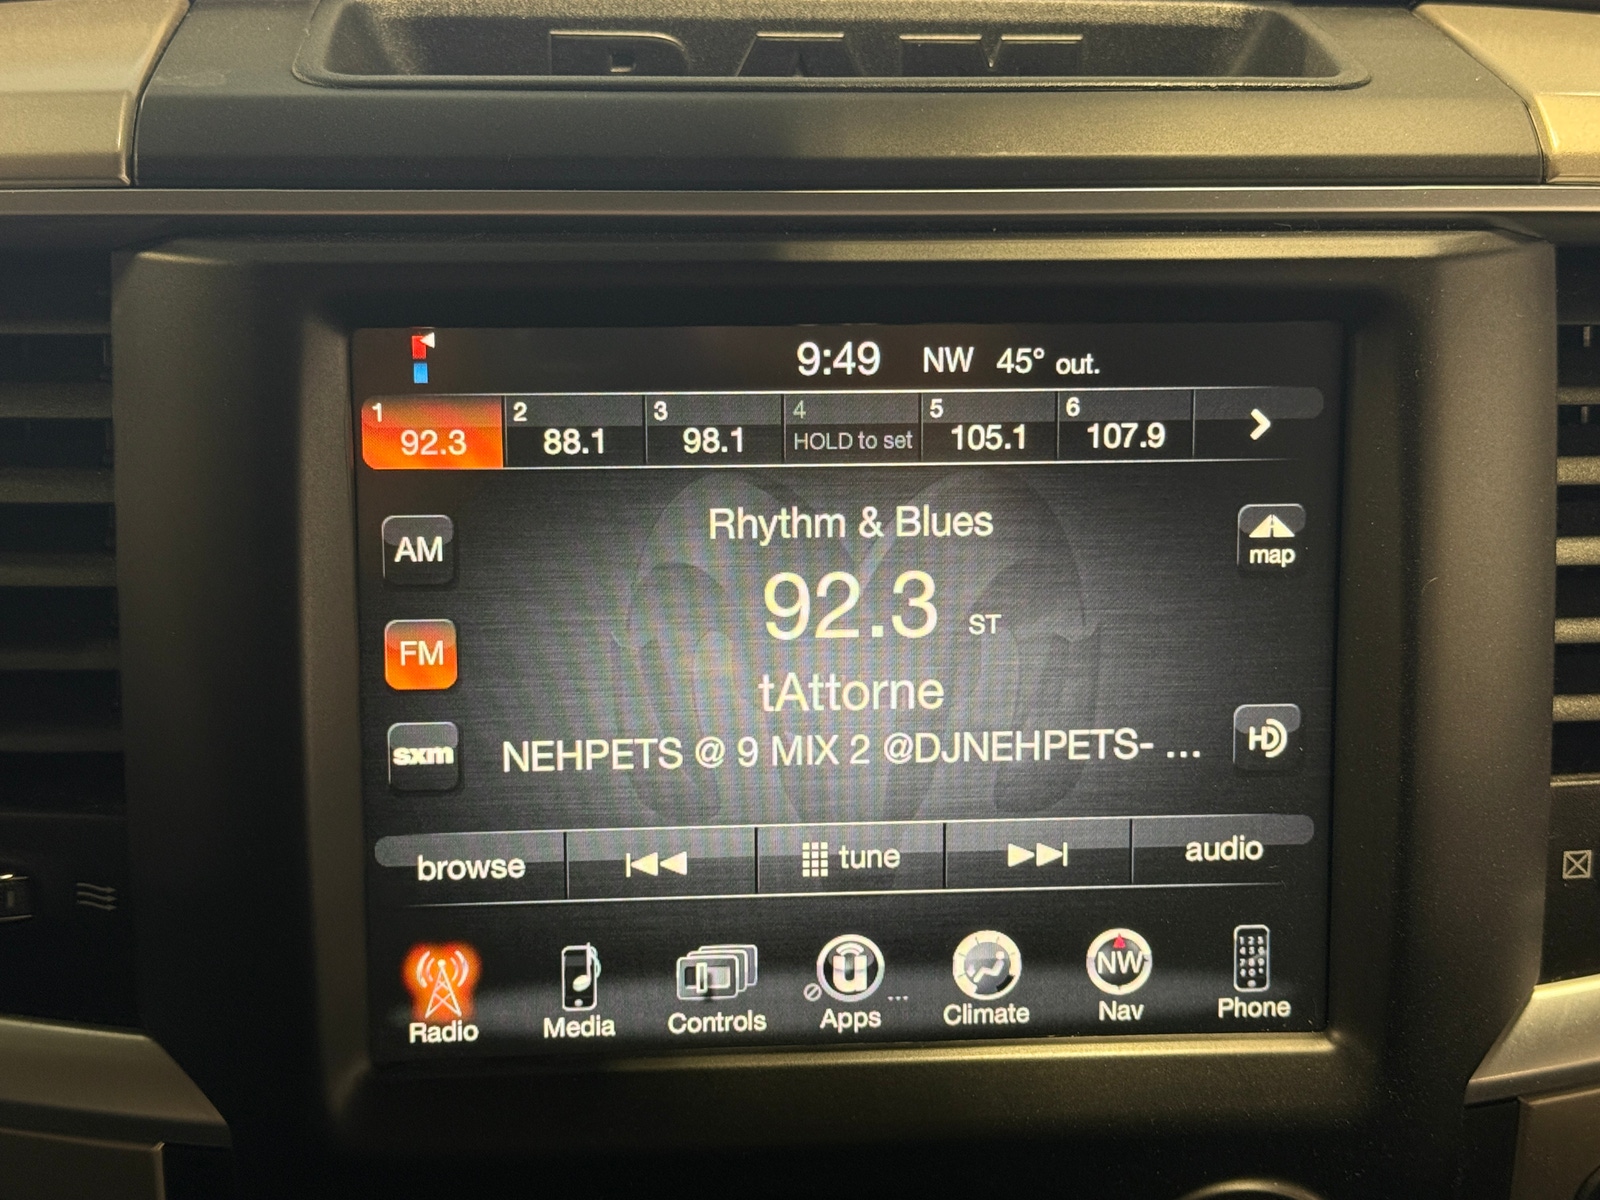 RAM
9:49 NW 45° out.
1 92.3 2 88.1 3 98.1 4 HOLD to set 5 105.1 6 107.9
Rhythm & Blues
AM
map
92.3 ST
FM
tAttorne
sxm
NEHPETS @ 9 MIX 2 @DJNEHPETS- ...
HD
browse
tune
audio
Radio
Media
Controls
u
Apps
...
Climate
NW
Nav
Phone